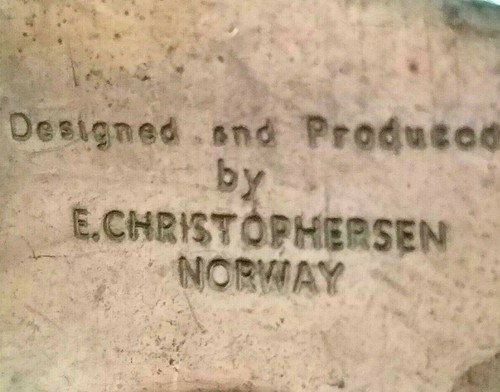 Designed and Produced
by
E.CHRISTOPHERSEN
NORWAY